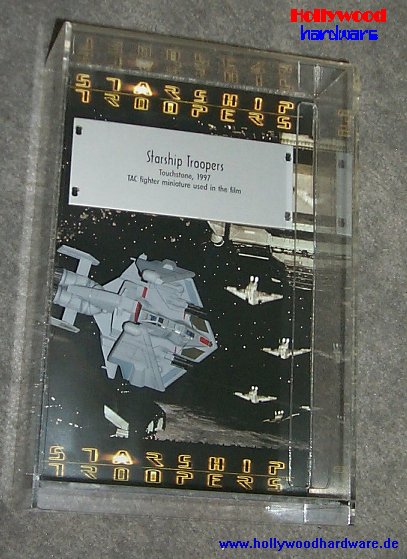 Hollywood
hardware
STARSHIP
TROOPERS
Starship Troopers
Touchstone, 1997
TAC fighter miniature used in the film
STARSHIP
TROOPERS
www.hollywoodhardware.de